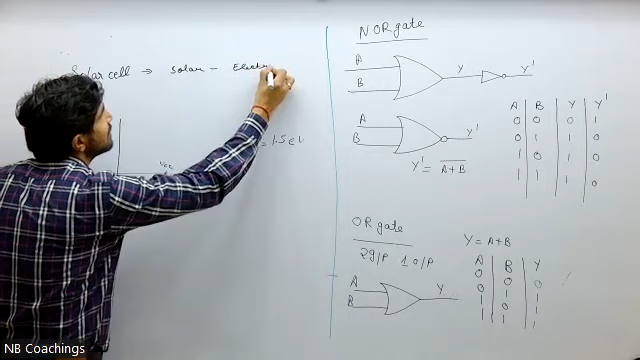 Solar cell → Solar - Electr
= 1.5 eV
NOR gate
A
B
Y
Y'
A
B
Y'
Y' = A+B
A B Y Y'
0 0 0 1
0 1 1 0
1 0 1 0
1 1 1 0
OR gate
2 I/P 1 O/P
Y = A+B
A
B
Y
A B Y
0 0 0
0 1 1
1 0 1
1 1 1
NB Coachings